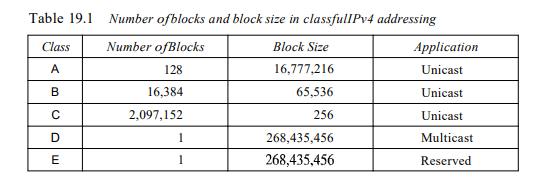 Table 19.1 Number ofblocks and block size in classfulIPv4 addressing
Class Number ofBlocks Block Size Application
A 128 16,777,216 Unicast
B 16,384 65,536 Unicast
C 2,097,152 256 Unicast
D 1 268,435,456 Multicast
E 1 268,435,456 Reserved